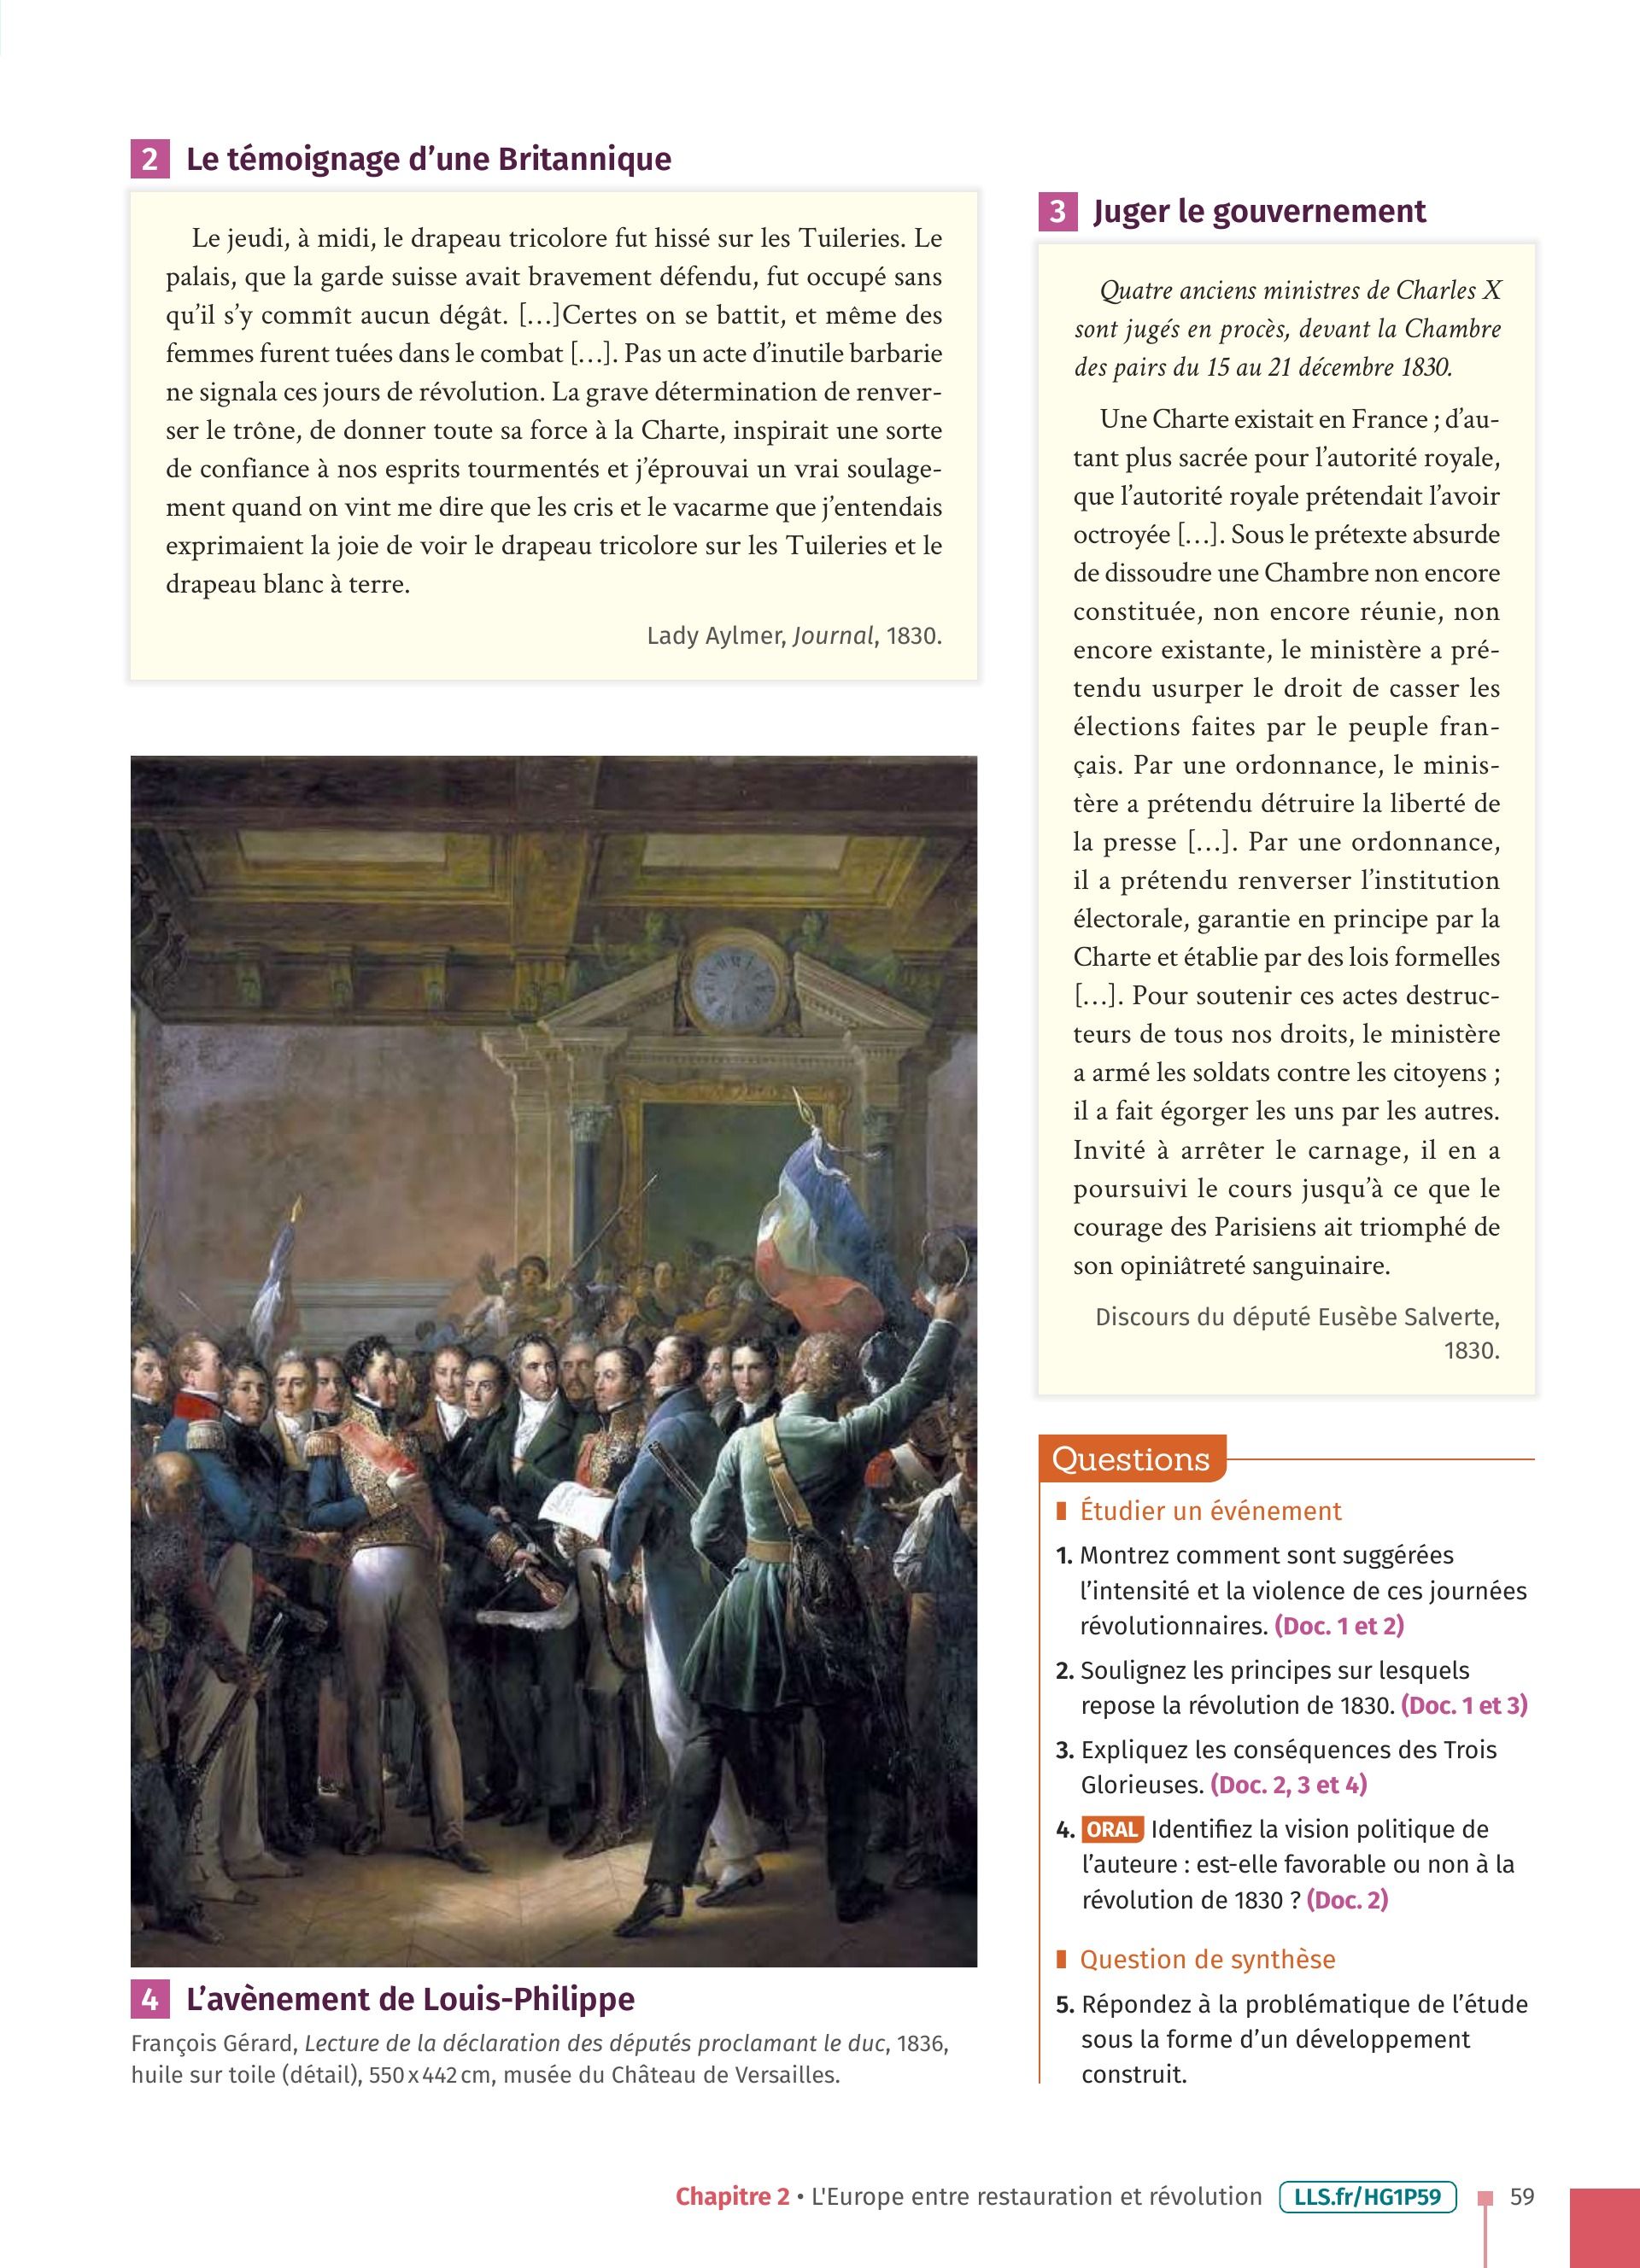 2 Le témoignage d’une Britannique
Le jeudi, à midi, le drapeau tricolore fut hissé sur les Tuileries. Le
palais, que la garde suisse avait bravement défendu, fut occupé sans
qu’il s’y commît aucun dégât. […]Certes on se battit, et même des
femmes furent tuées dans le combat […]. Pas un acte d’inutile barbarie
ne signala ces jours de révolution. La grave détermination de renver-
ser le trône, de donner toute sa force à la Charte, inspirait une sorte
de confiance à nos esprits tourmentés et j’éprouvai un vrai soulage-
ment quand on vint me dire que les cris et le vacarme que j’entendais
exprimaient la joie de voir le drapeau tricolore sur les Tuileries et le
drapeau blanc à terre.
Lady Aylmer, Journal, 1830.
4 L’avènement de Louis-Philippe
François Gérard, Lecture de la déclaration des députés proclamant le duc, 1836,
huile sur toile (détail), 550 x 442 cm, musée du Château de Versailles.
3 Juger le gouvernement
Quatre anciens ministres de Charles X
sont jugés en procès, devant la Chambre
des pairs du 15 au 21 décembre 1830.
Une Charte existait en France ; d’au-
tant plus sacrée pour l’autorité royale,
que l’autorité royale prétendait l’avoir
octroyée […]. Sous le prétexte absurde
de dissoudre une Chambre non encore
constituée, non encore réunie, non
encore existante, le ministère a pré-
tendu usurper le droit de casser les
élections faites par le peuple fran-
çais. Par une ordonnance, le minis-
tère a prétendu détruire la liberté de
la presse […]. Par une ordonnance,
il a prétendu renverser l’institution
électorale, garantie en principe par la
Charte et établie par des lois formelles
[…]. Pour soutenir ces actes destruc-
teurs de tous nos droits, le ministère
a armé les soldats contre les citoyens ;
il a fait égorger les uns par les autres.
Invité à arrêter le carnage, il en a
poursuivi le cours jusqu’à ce que le
courage des Parisiens ait triomphé de
son opiniâtreté sanguinaire.
Discours du député Eusèbe Salverte,
1830.
Questions
Étudier un événement
1. Montrez comment sont suggérées
l’intensité et la violence de ces journées
révolutionnaires. (Doc. 1 et 2)
2. Soulignez les principes sur lesquels
repose la révolution de 1830. (Doc. 1 et 3)
3. Expliquez les conséquences des Trois
Glorieuses. (Doc. 2, 3 et 4)
4. ORAL Identifiez la vision politique de
l’auteure : est-elle favorable ou non à la
révolution de 1830 ? (Doc. 2)
Question de synthèse
5. Répondez à la problématique de l’étude
sous la forme d’un développement
construit.
Chapitre 2 • L'Europe entre restauration et révolution LLS.fr/HG1P59 59